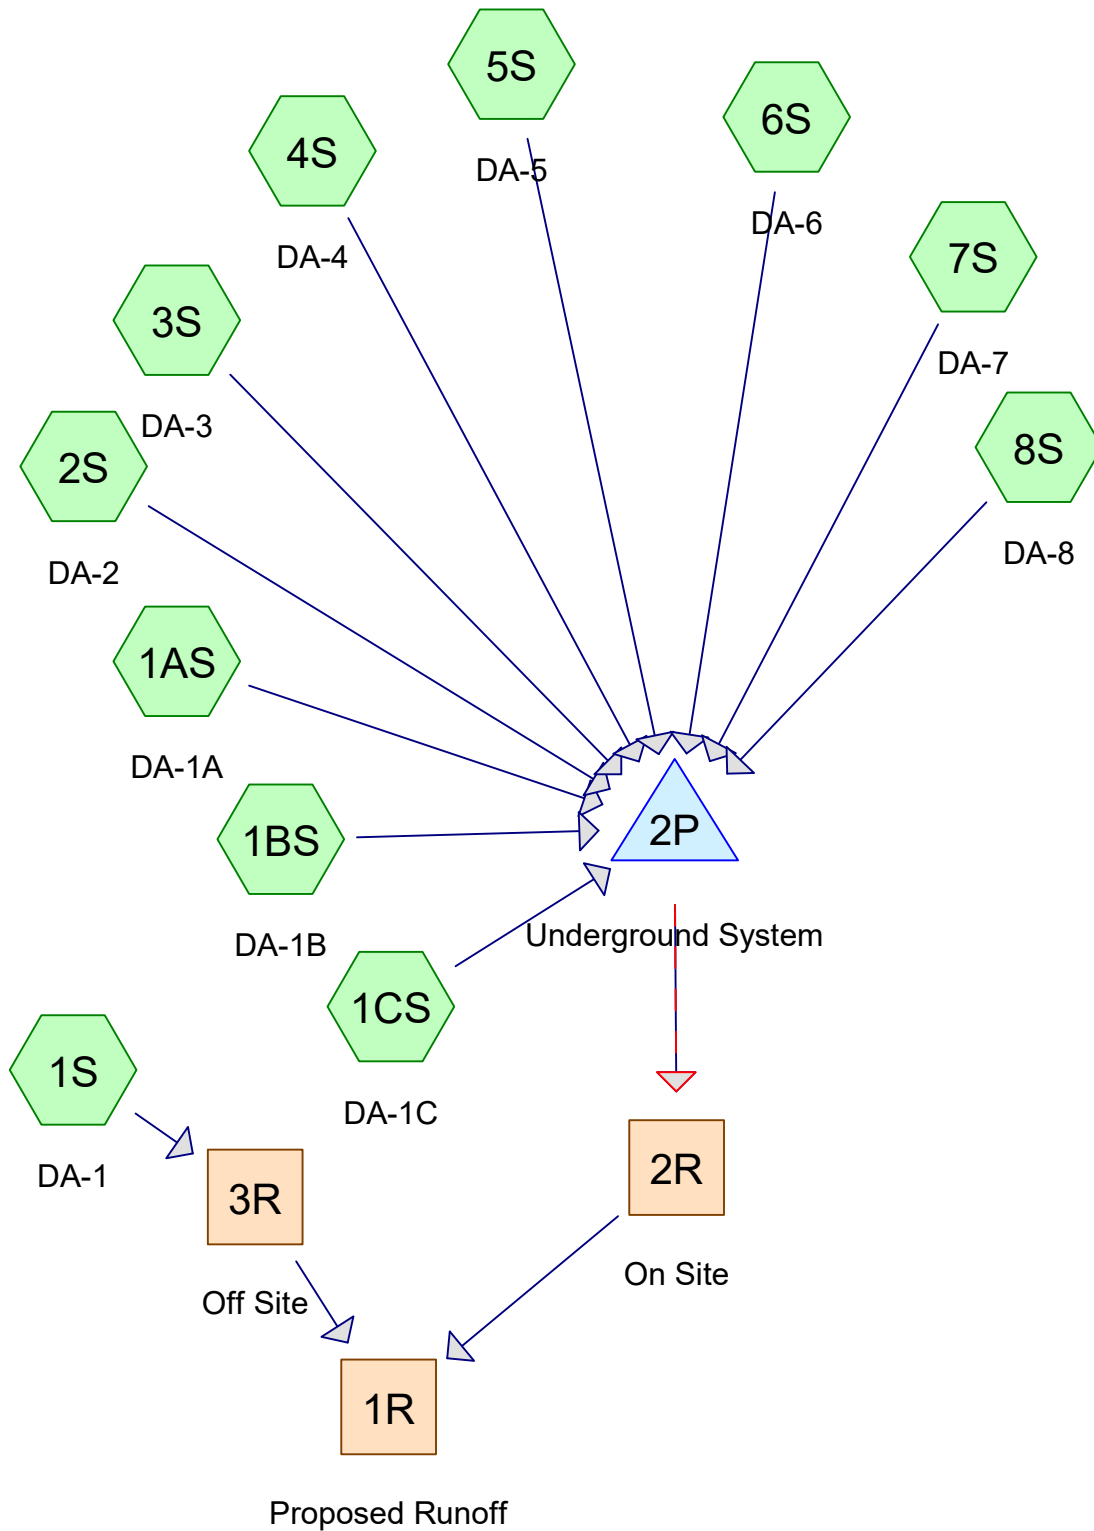 5S
DA-5
6S
DA-6
4S
DA-4
7S
DA-7
3S
DA-3
8S
DA-8
2S
DA-2
1AS
DA-1A
1BS
DA-1B
2P
Underground System
1CS
DA-1C
1S
DA-1
3R
Off Site
2R
On Site
1R
Proposed Runoff